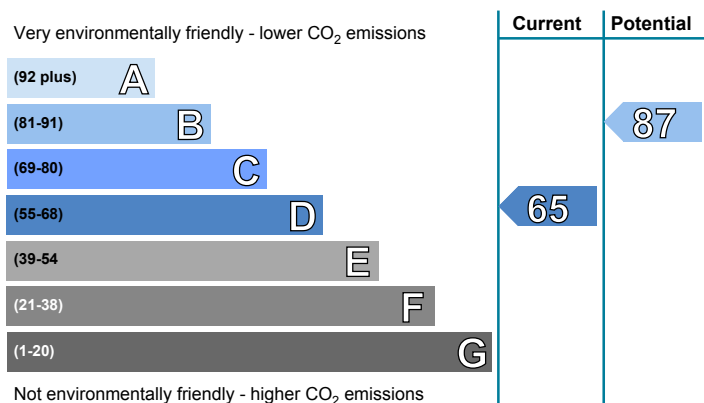 Current Potential
Very environmentally friendly - lower CO2 emissions
(92 plus) A
(81-91) B 87
(69-80) C
(55-68) D 65
(39-54 E
(21-38) F
(1-20) G
Not environmentally friendly - higher CO2 emissions